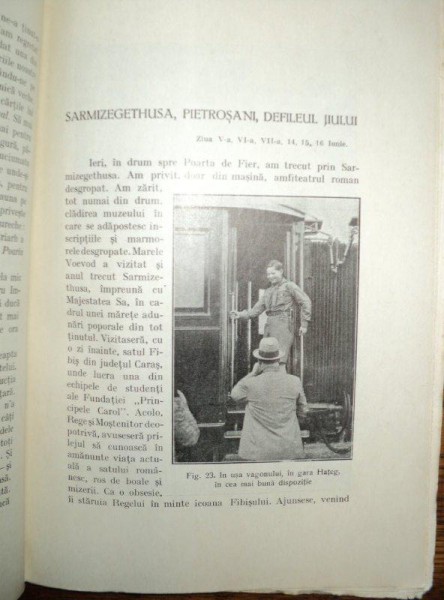 SARMIZEGETHUSA, PIETROȘANI, DEFILEUL JIULUI
Ziua V-a, VI-a, VII-a, 14, 15, 16 Iunie.
Ieri, în drum spre Poarta de Fier, am trecut prin Sar-
mizegethusa. Am privit, doar din mașină, amfiteatrul roman
desgropat. Am zărit,
tot numai din drum,
clădirea muzeului în
care se adăpostesc in-
scripțiile și marmo-
rele desgropate. Marele
Voevod a vizitat și
anul trecut Sarmize-
gethusa, împreună cu
Majestatea Sa, în ca-
drul unei mărețe adu-
nări poporale din tot
ținutul. Vizitaseră, cu
o zi înainte, satul Fi-
biș din județul Caraș,
unde lucra una din
echipele de studenți
ale Fundației „Prin-
cipele Carol". Acolo,
Rege și Moștenitor deo-
potrivă, avuseseră pri-
lejul să cunoască în
amănunte viața actu-
ală a satului româ-
nesc, ros de boale și
mizerii. Ca o obsesie,
îi stăruia Regelui în minte icoana Fibișului. Ajunsese, venind
Fig. 23. În ușa vagonului, în gara Hațeg,
în cea mai bună dispoziție